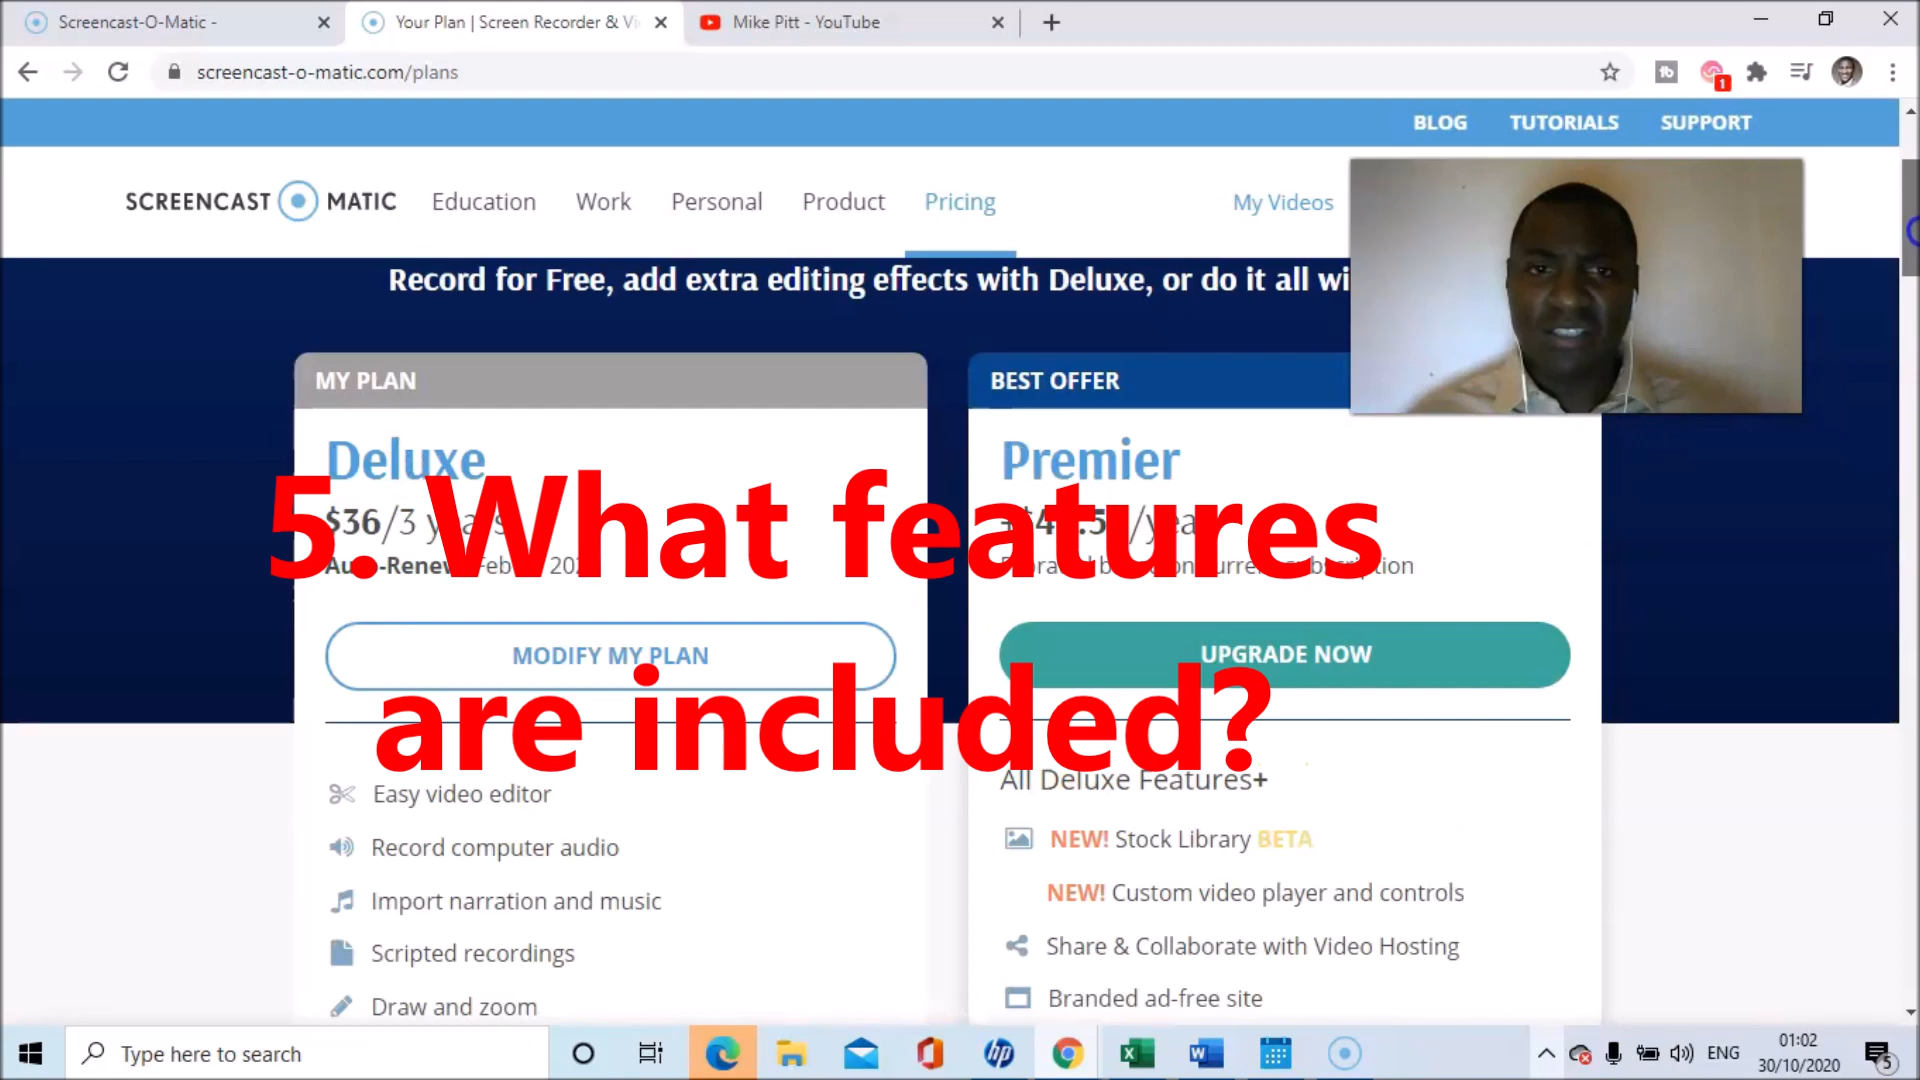 Screencast-O-Matic -
Your Plan | Screen Recorder & Vi
Mike Pitt - YouTube
screencast-o-matic.com/plans
1
BLOG TUTORIALS SUPPORT
SCREENCAST MATIC Education Work Personal Product Pricing My Videos
Record for Free, add extra editing effects with Deluxe, or do it all wi
MY PLAN
BEST OFFER
Deluxe
Premier
$36/3 years
5. What features
are included?
MODIFY MY PLAN
UPGRADE NOW
Easy video editor
Record computer audio
Import narration and music
Scripted recordings
Draw and zoom
All Deluxe Features+
NEW! Stock Library BETA
NEW! Custom video player and controls
Share & Collaborate with Video Hosting
Branded ad-free site
Type here to search
ENG
01:02
30/10/2020
5